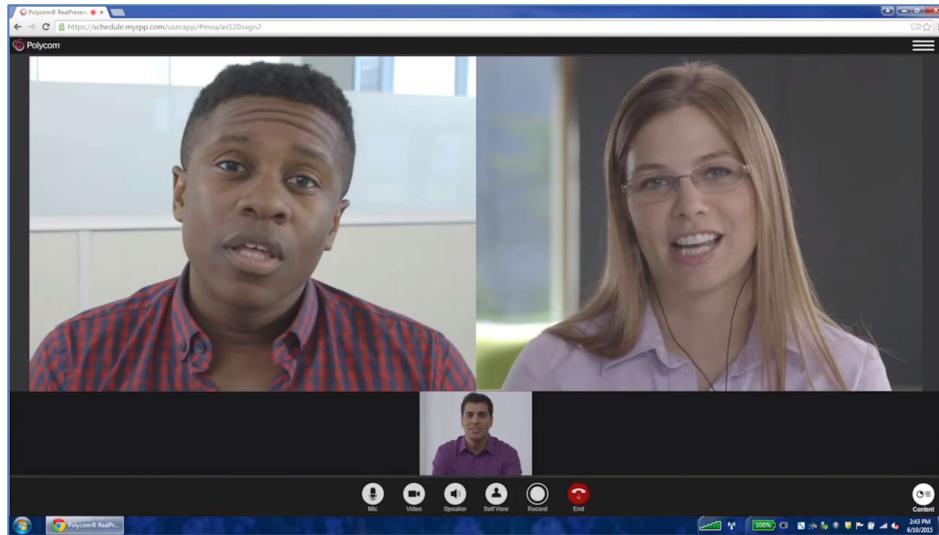 Polycom® RealPresen
https://schedule.myrpp.com/userapp/#mira/as520svgn2
Polycom
Mic
Video
Speaker
Self View
Record
End
Content
Polycom® RealPr...
100%
2:43 PM
6/10/2015